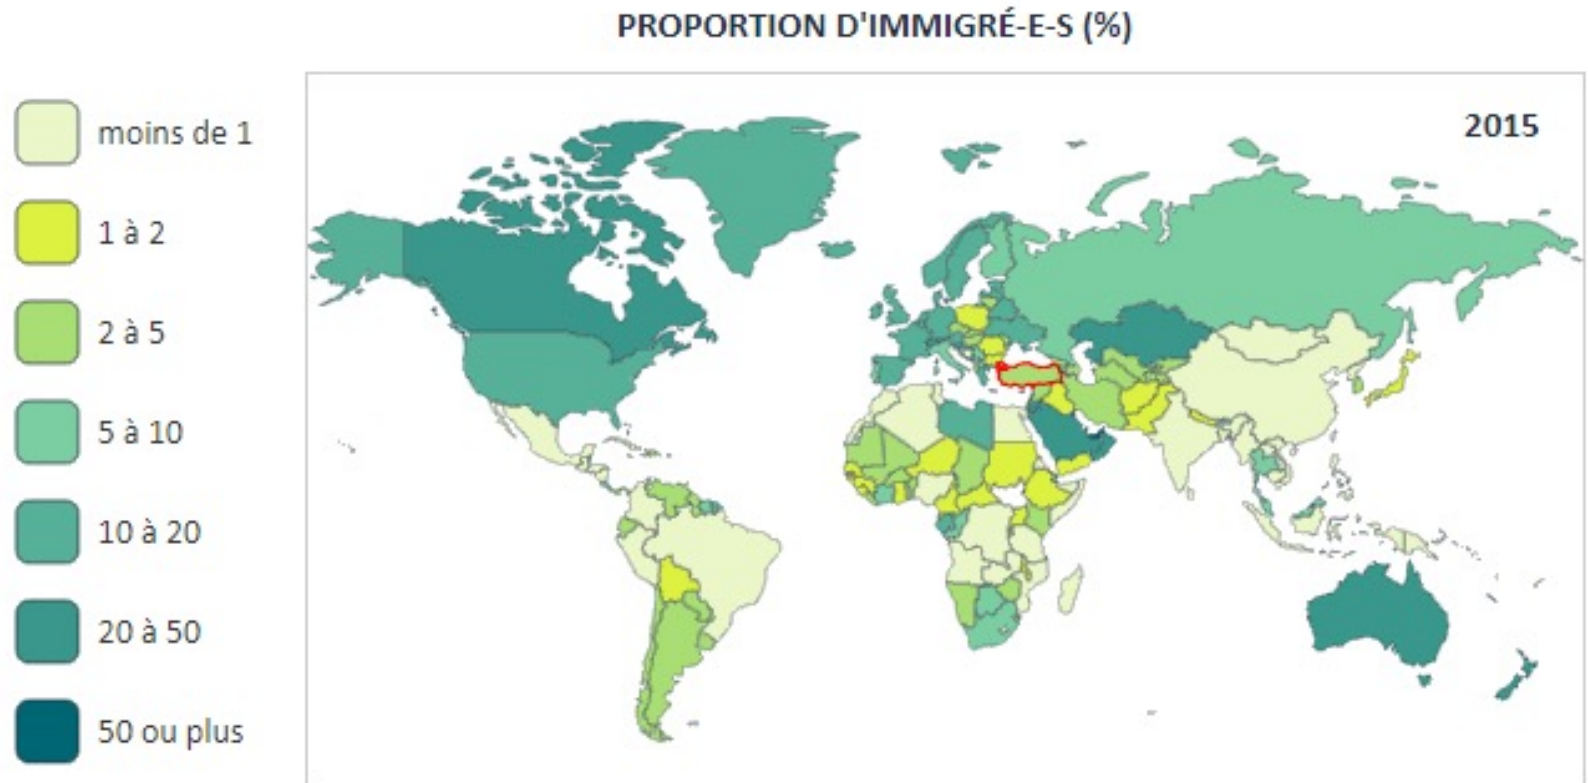 PROPORTION D'IMMIGRÉ-E-S (%)
2015
moins de 1
1 à 2
2 à 5
5 à 10
10 à 20
20 à 50
50 ou plus